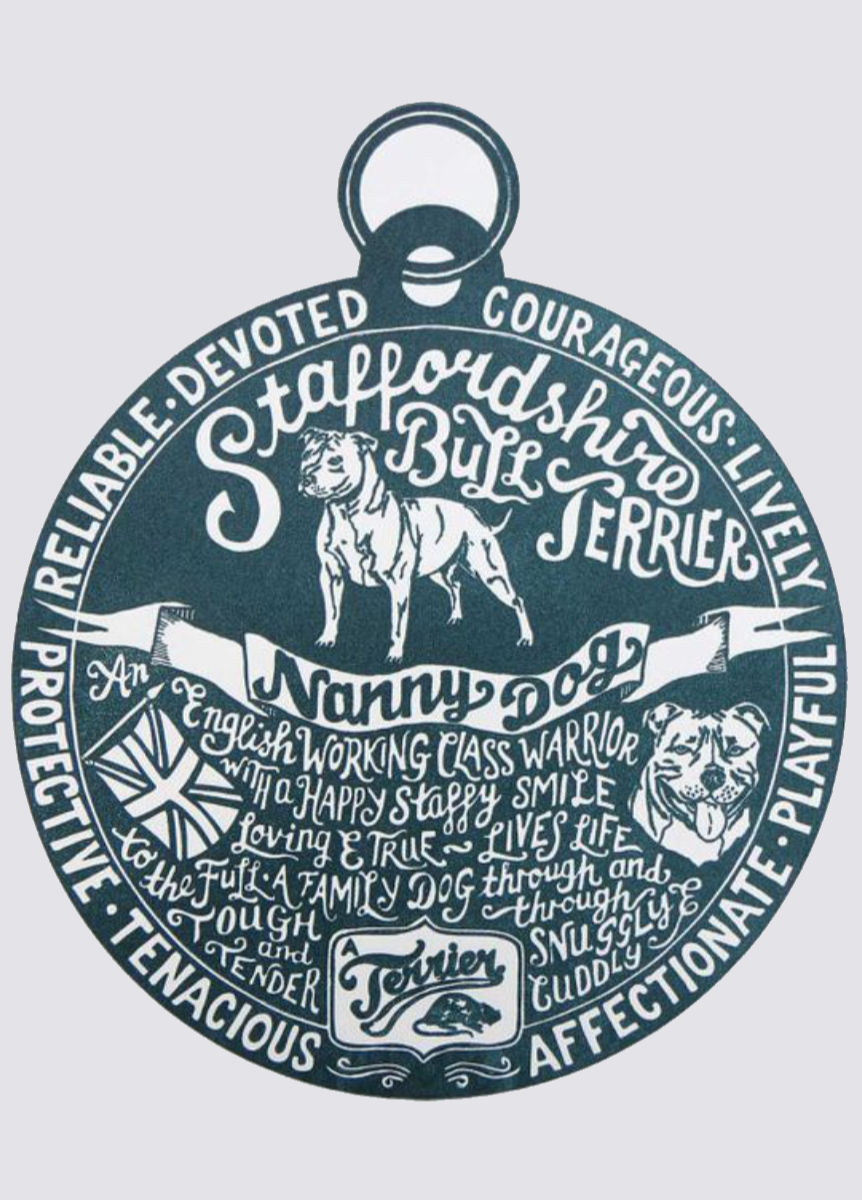 RELIABLE · DEVOTED
COURAGEOUS · LIVELY
PROTECTIVE · TENACIOUS
AFFECTIONATE · PLAYFUL
Staffordshire
BULL
TERRIER
Nanny Dog
An
English WORKING CLASS WARRIOR
WITH a HAPPY Staffy SMILE
Loving & TRUE ~ LIVES LIFE
to the FULL · A FAMILY DOG through and
through
TOUGH
and
TENDER
SNUGGLY &
CUDDLY
A
Terrier